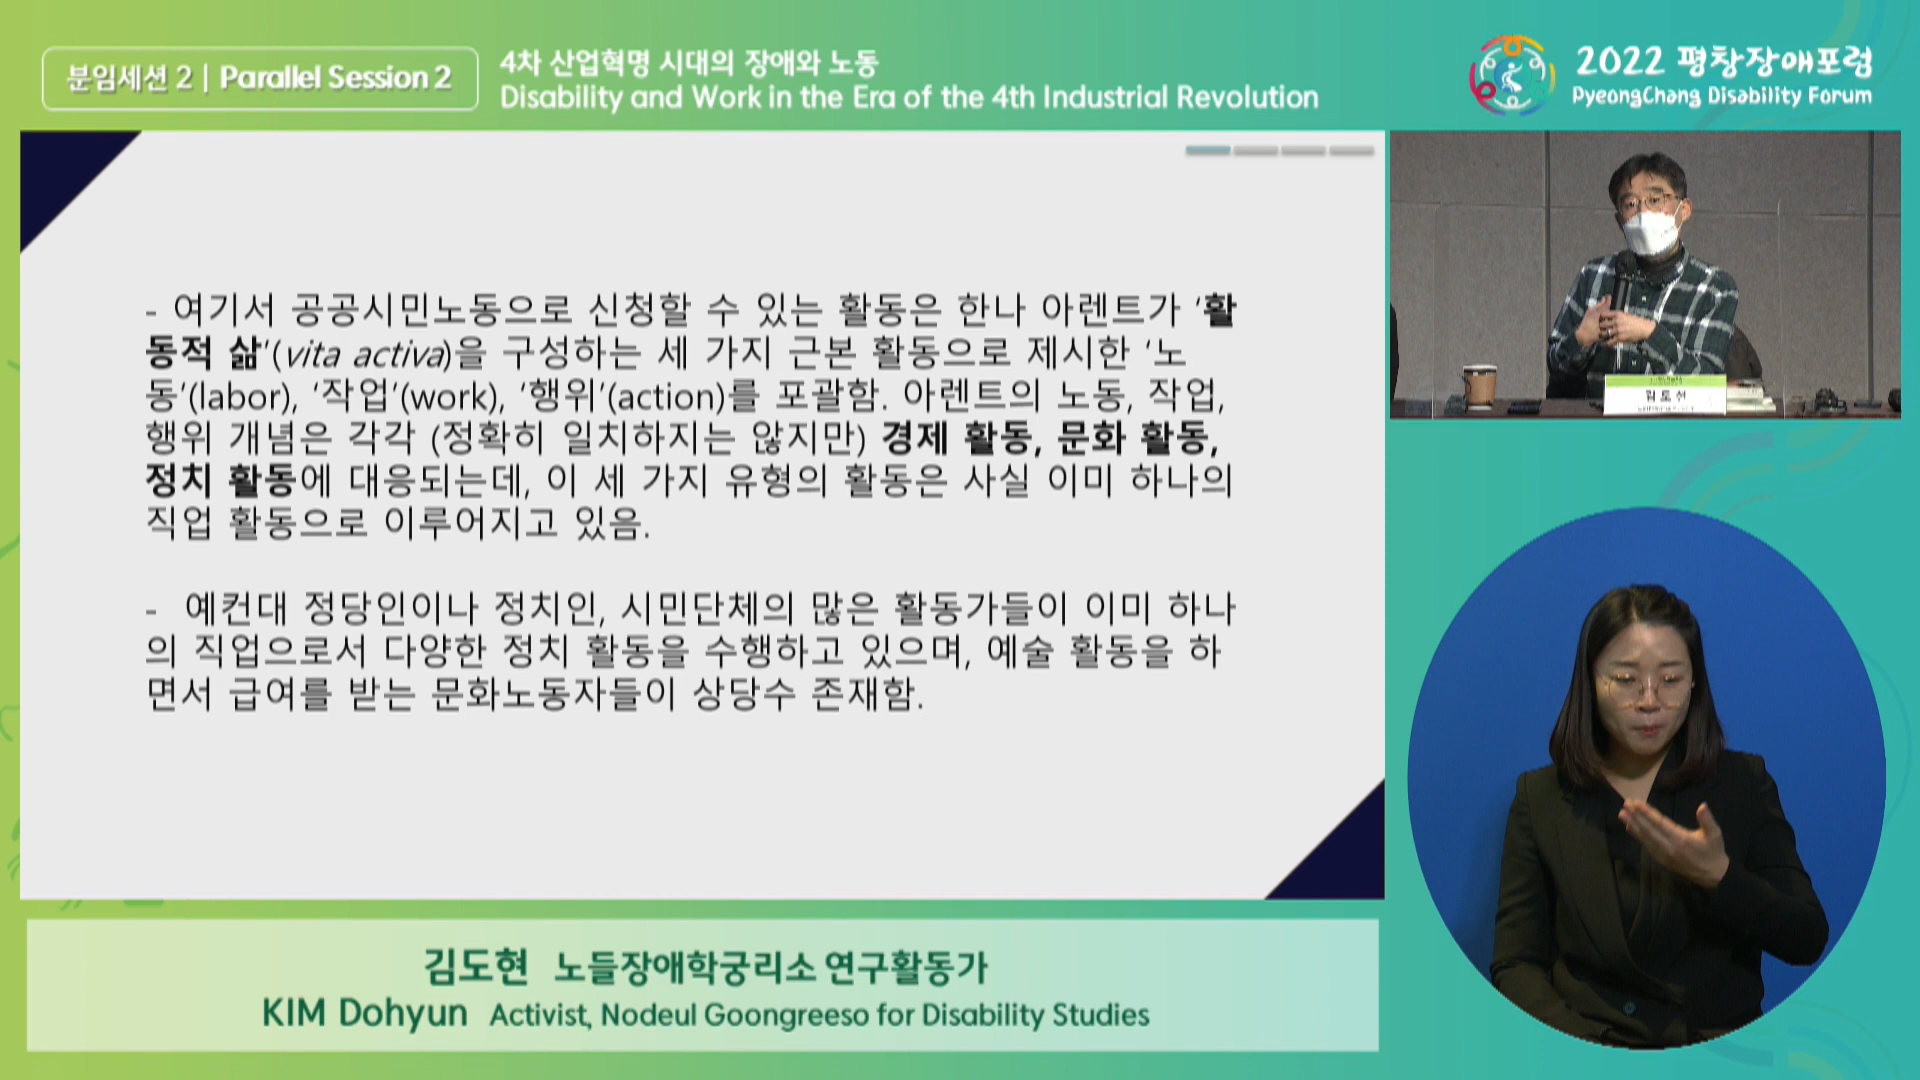 분임세션 2 | Parallel Session 2
4차 산업혁명 시대의 장애와 노동
Disability and Work in the Era of the 4th Industrial Revolution
2022 평창장애포럼
PyeongChang Disability Forum
- 여기서 공공시민노동으로 신청할 수 있는 활동은 한나 아렌트가 ‘활
동적 삶’(vita activa)을 구성하는 세 가지 근본 활동으로 제시한 ‘노
동’(labor), ‘작업’(work), ‘행위’(action)를 포괄함. 아렌트의 노동, 작업,
행위 개념은 각각 (정확히 일치하지는 않지만) 경제 활동, 문화 활동,
정치 활동에 대응되는데, 이 세 가지 유형의 활동은 사실 이미 하나의
직업 활동으로 이루어지고 있음.
- 예컨대 정당인이나 정치인, 시민단체의 많은 활동가들이 이미 하나
의 직업으로서 다양한 정치 활동을 수행하고 있으며, 예술 활동을 하
면서 급여를 받는 문화노동자들이 상당수 존재함.
김도현
김도현 노들장애학궁리소 연구활동가
KIM Dohyun Activist, Nodeul Goongreeso for Disability Studies